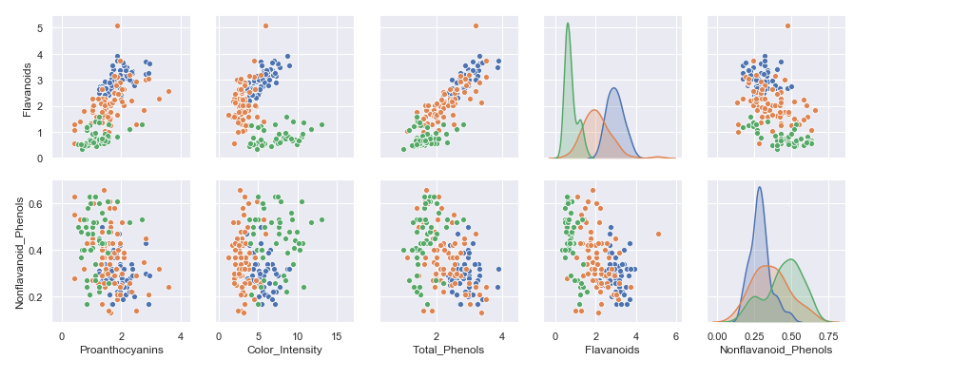 Flavanoids
5
4
3
2
1
0
Nonflavanoid_Phenols
0.6
0.4
0.2
0 2 4
5 10 15
2 4
0 2 4 6
0.00 0.25 0.50 0.75
Proanthocyanins Color_Intensity Total_Phenols Flavanoids Nonflavanoid_Phenols